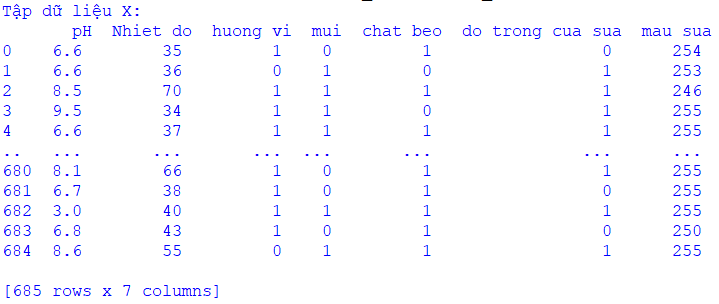 Tập dữ liệu X:
pH Nhiet do huong vi mui chat beo do trong cua sua mau sua
0 6.6 35 1 0 1 0 254
1 6.6 36 0 1 0 1 253
2 8.5 70 1 1 1 1 246
3 9.5 34 1 1 0 1 255
4 6.6 37 1 1 1 1 255
.. ... ... ... ... ... ... ...
680 8.1 66 1 0 1 1 255
681 6.7 38 1 0 1 0 255
682 3.0 40 1 1 1 1 255
683 6.8 43 1 0 1 0 250
684 8.6 55 0 1 1 1 255
[685 rows x 7 columns]